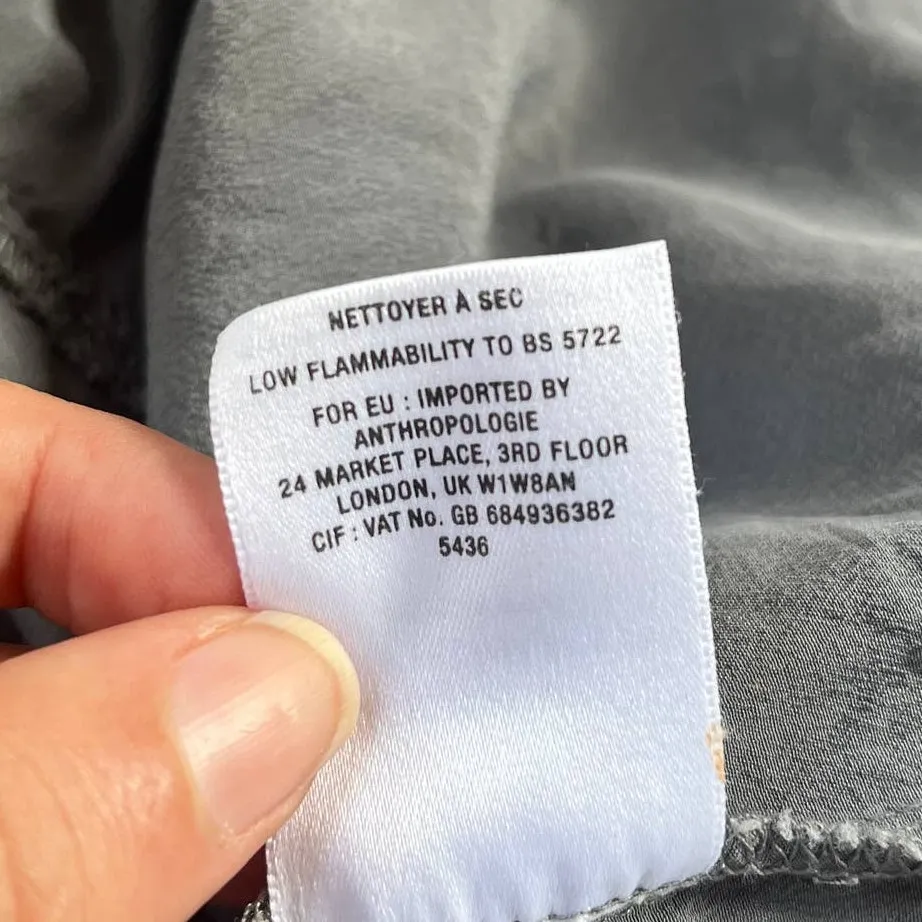 NETTOYER À SEC
LOW FLAMMABILITY TO BS 5722
FOR EU : IMPORTED BY
ANTHROPOLOGIE
24 MARKET PLACE, 3RD FLOOR
LONDON, UK W1W8AN
CIF : VAT No. GB 684936382
5436